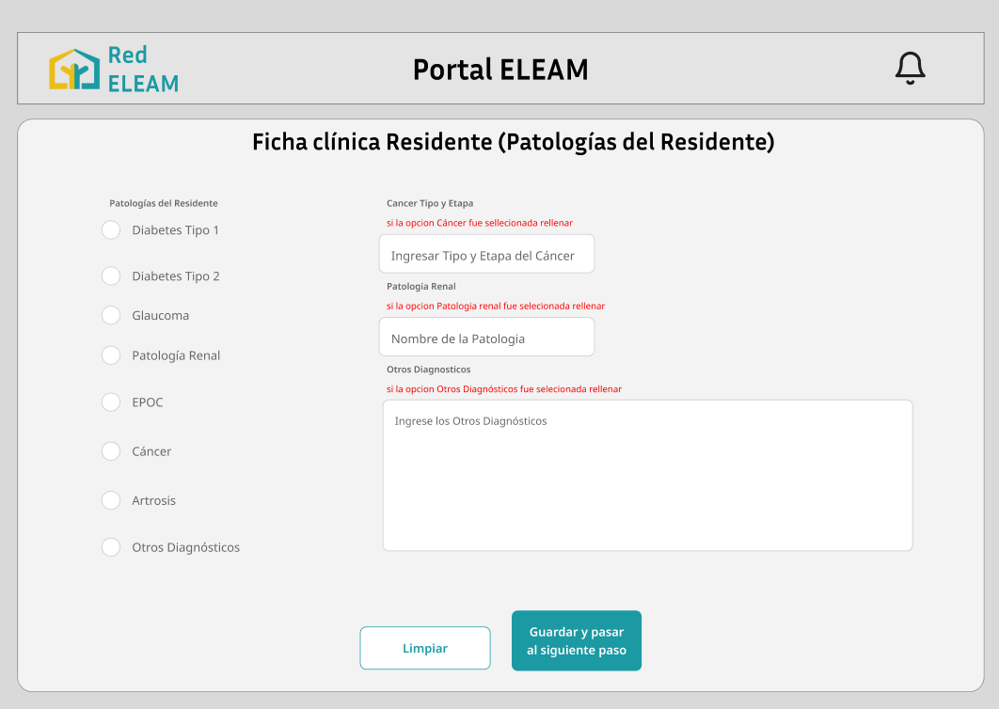 Red
ELEAM
Portal ELEAM
Ficha clínica Residente (Patologías del Residente)
Patologías del Residente
Diabetes Tipo 1
Diabetes Tipo 2
Glaucoma
Patología Renal
EPOC
Cáncer
Artrosis
Otros Diagnósticos
Cancer Tipo y Etapa
si la opcion Cáncer fue sellecionada rellenar
Ingresar Tipo y Etapa del Cáncer
Patologia Renal
si la opcion Patologia renal fue selecionada rellenar
Nombre de la Patologia
Otros Diagnosticos
si la opcion Otros Diagnósticos fue selecionada rellenar
Ingrese los Otros Diagnósticos
Limpiar
Guardar y pasar
al siguiente paso